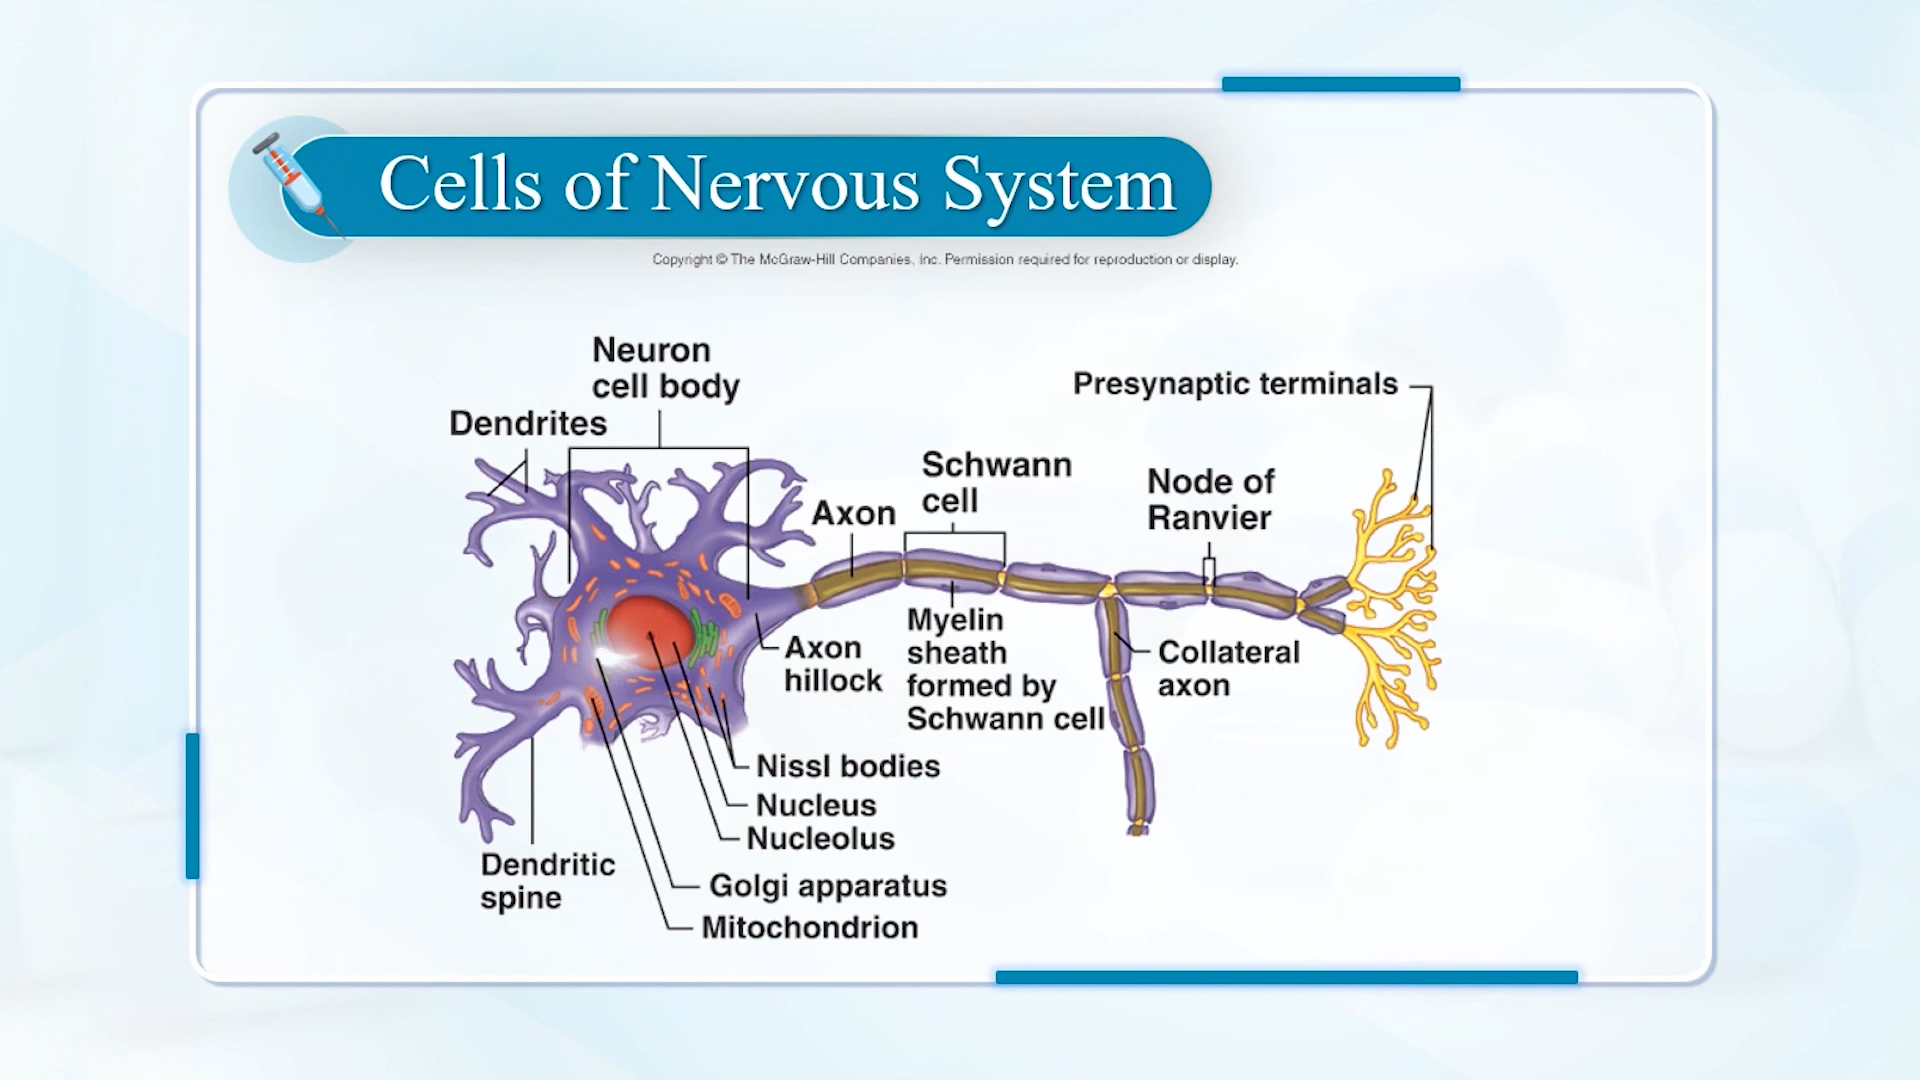 Cells of Nervous System
Copyright © The McGraw-Hill Companies, Inc. Permission required for reproduction or display.
Neuron
cell body
Dendrites
Presynaptic terminals
Schwann
cell
Node of
Ranvier
Axon
Axon
hillock
Myelin
sheath
formed by
Schwann cell
Collateral
axon
Nissl bodies
Nucleus
Nucleolus
Dendritic
spine
Golgi apparatus
Mitochondrion